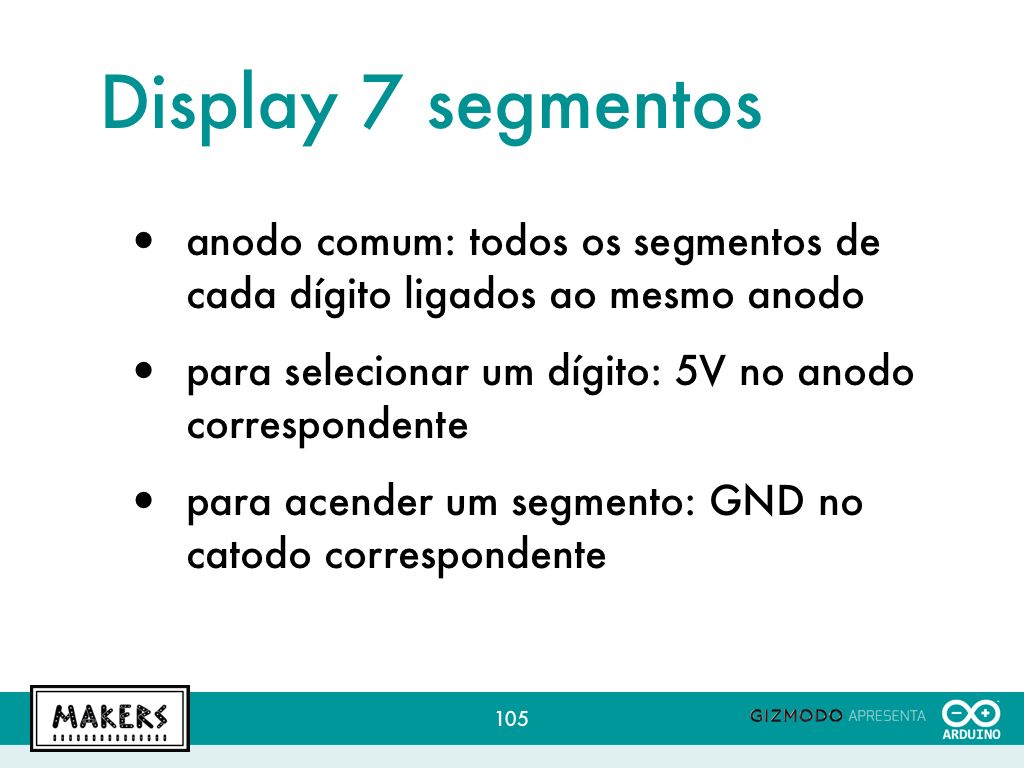 Display 7 segmentos
• anodo comum: todos os segmentos de
cada dígito ligados ao mesmo anodo
• para selecionar um dígito: 5V no anodo
correspondente
• para acender um segmento: GND no
catodo correspondente
MAKERS
105
GIZMODO APRESENTA
ARDUINO